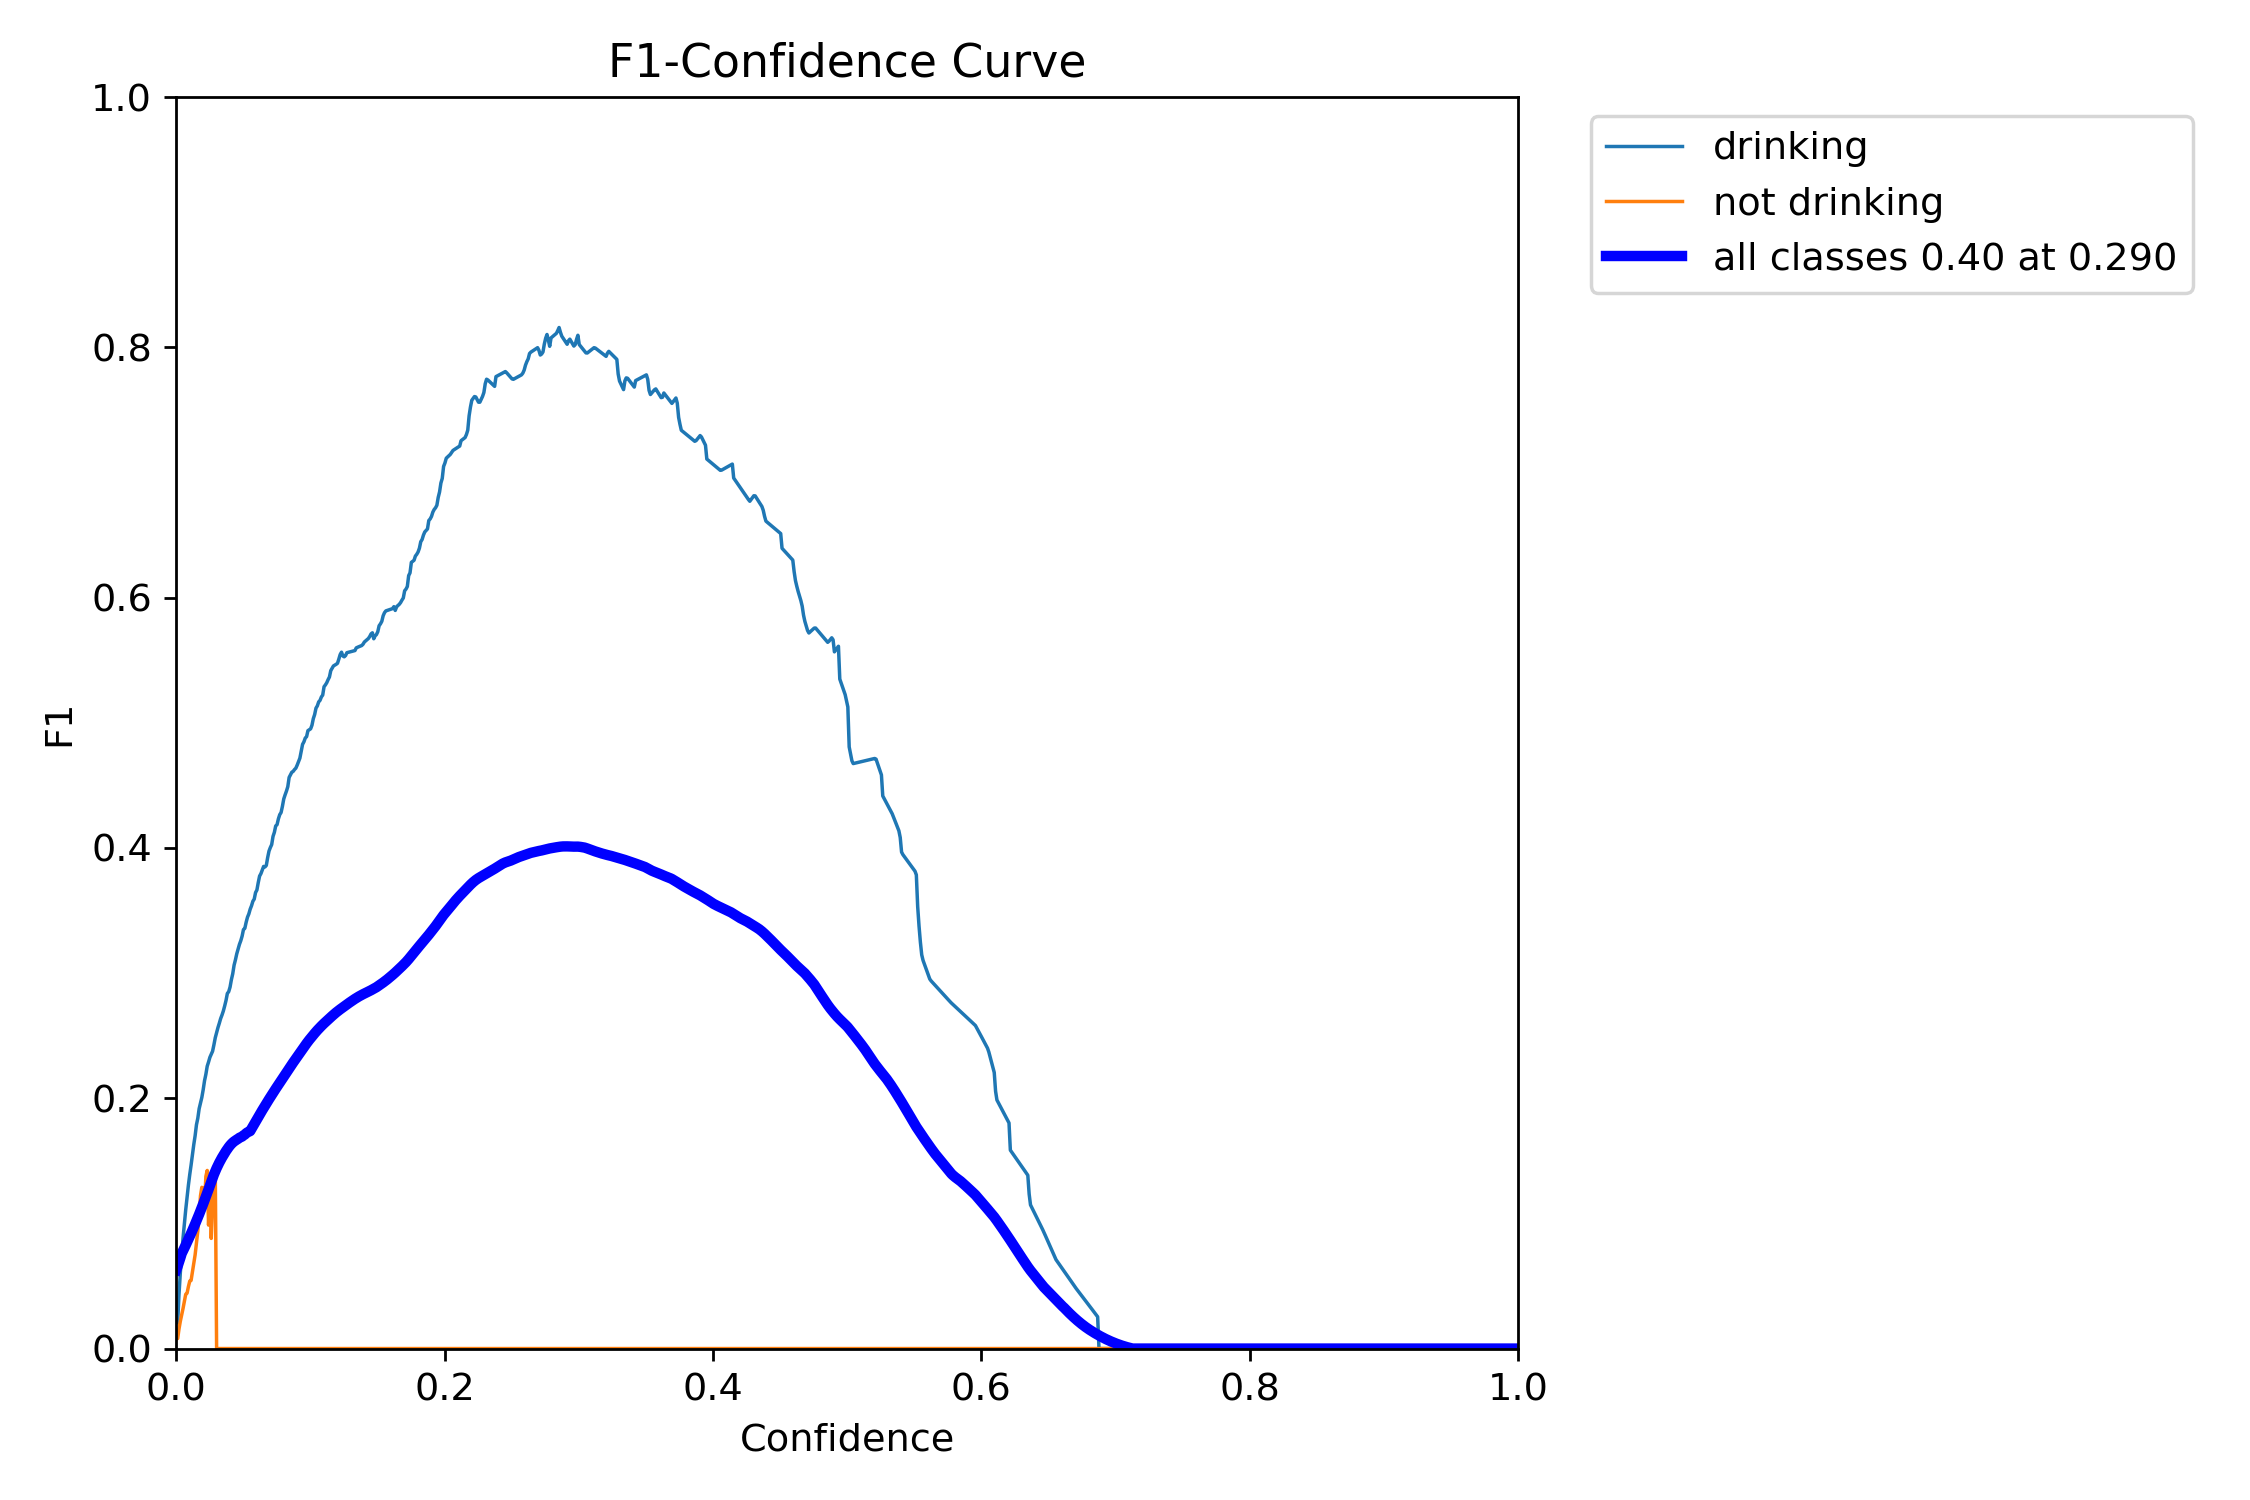 F1-Confidence Curve
1.0
0.8
0.6
0.4
0.2
0.0
F1
0.0 0.2 0.4 0.6 0.8 1.0
Confidence
drinking
not drinking
all classes 0.40 at 0.290